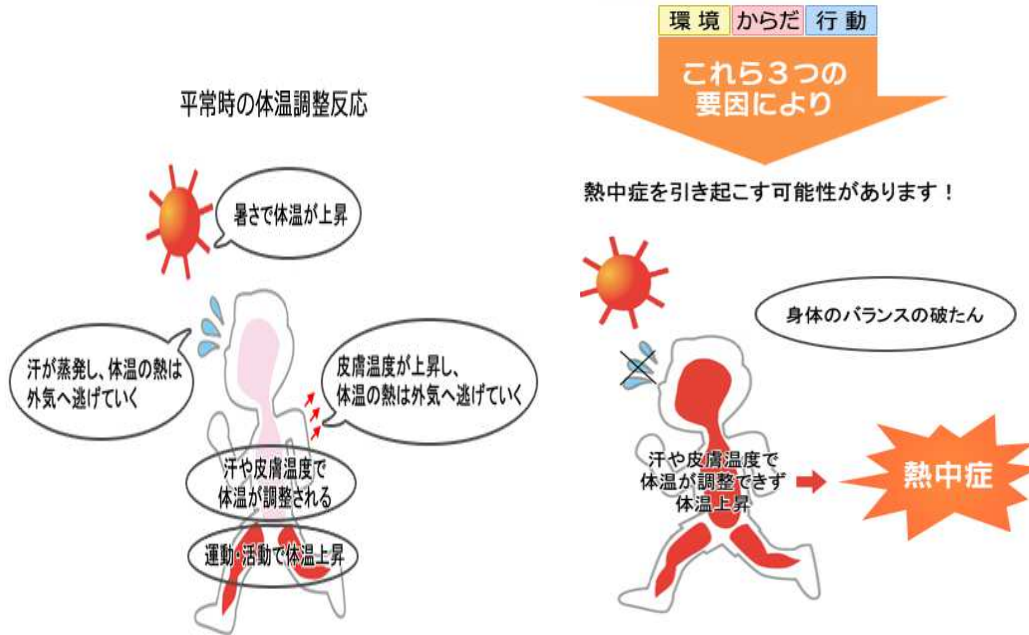 平常時の体温調整反応
暑さで体温が上昇
汗が蒸発し、体温の熱は
外気へ逃げていく
皮膚温度が上昇し、
体温の熱は外気へ逃げていく
汗や皮膚温度で
体温が調整される
運動・活動で体温上昇
環境 からだ 行動
これら3つの
要因により
熱中症を引き起こす可能性があります!
身体のバランスの破たん
汗や皮膚温度で
体温が調整できず
体温上昇
熱中症